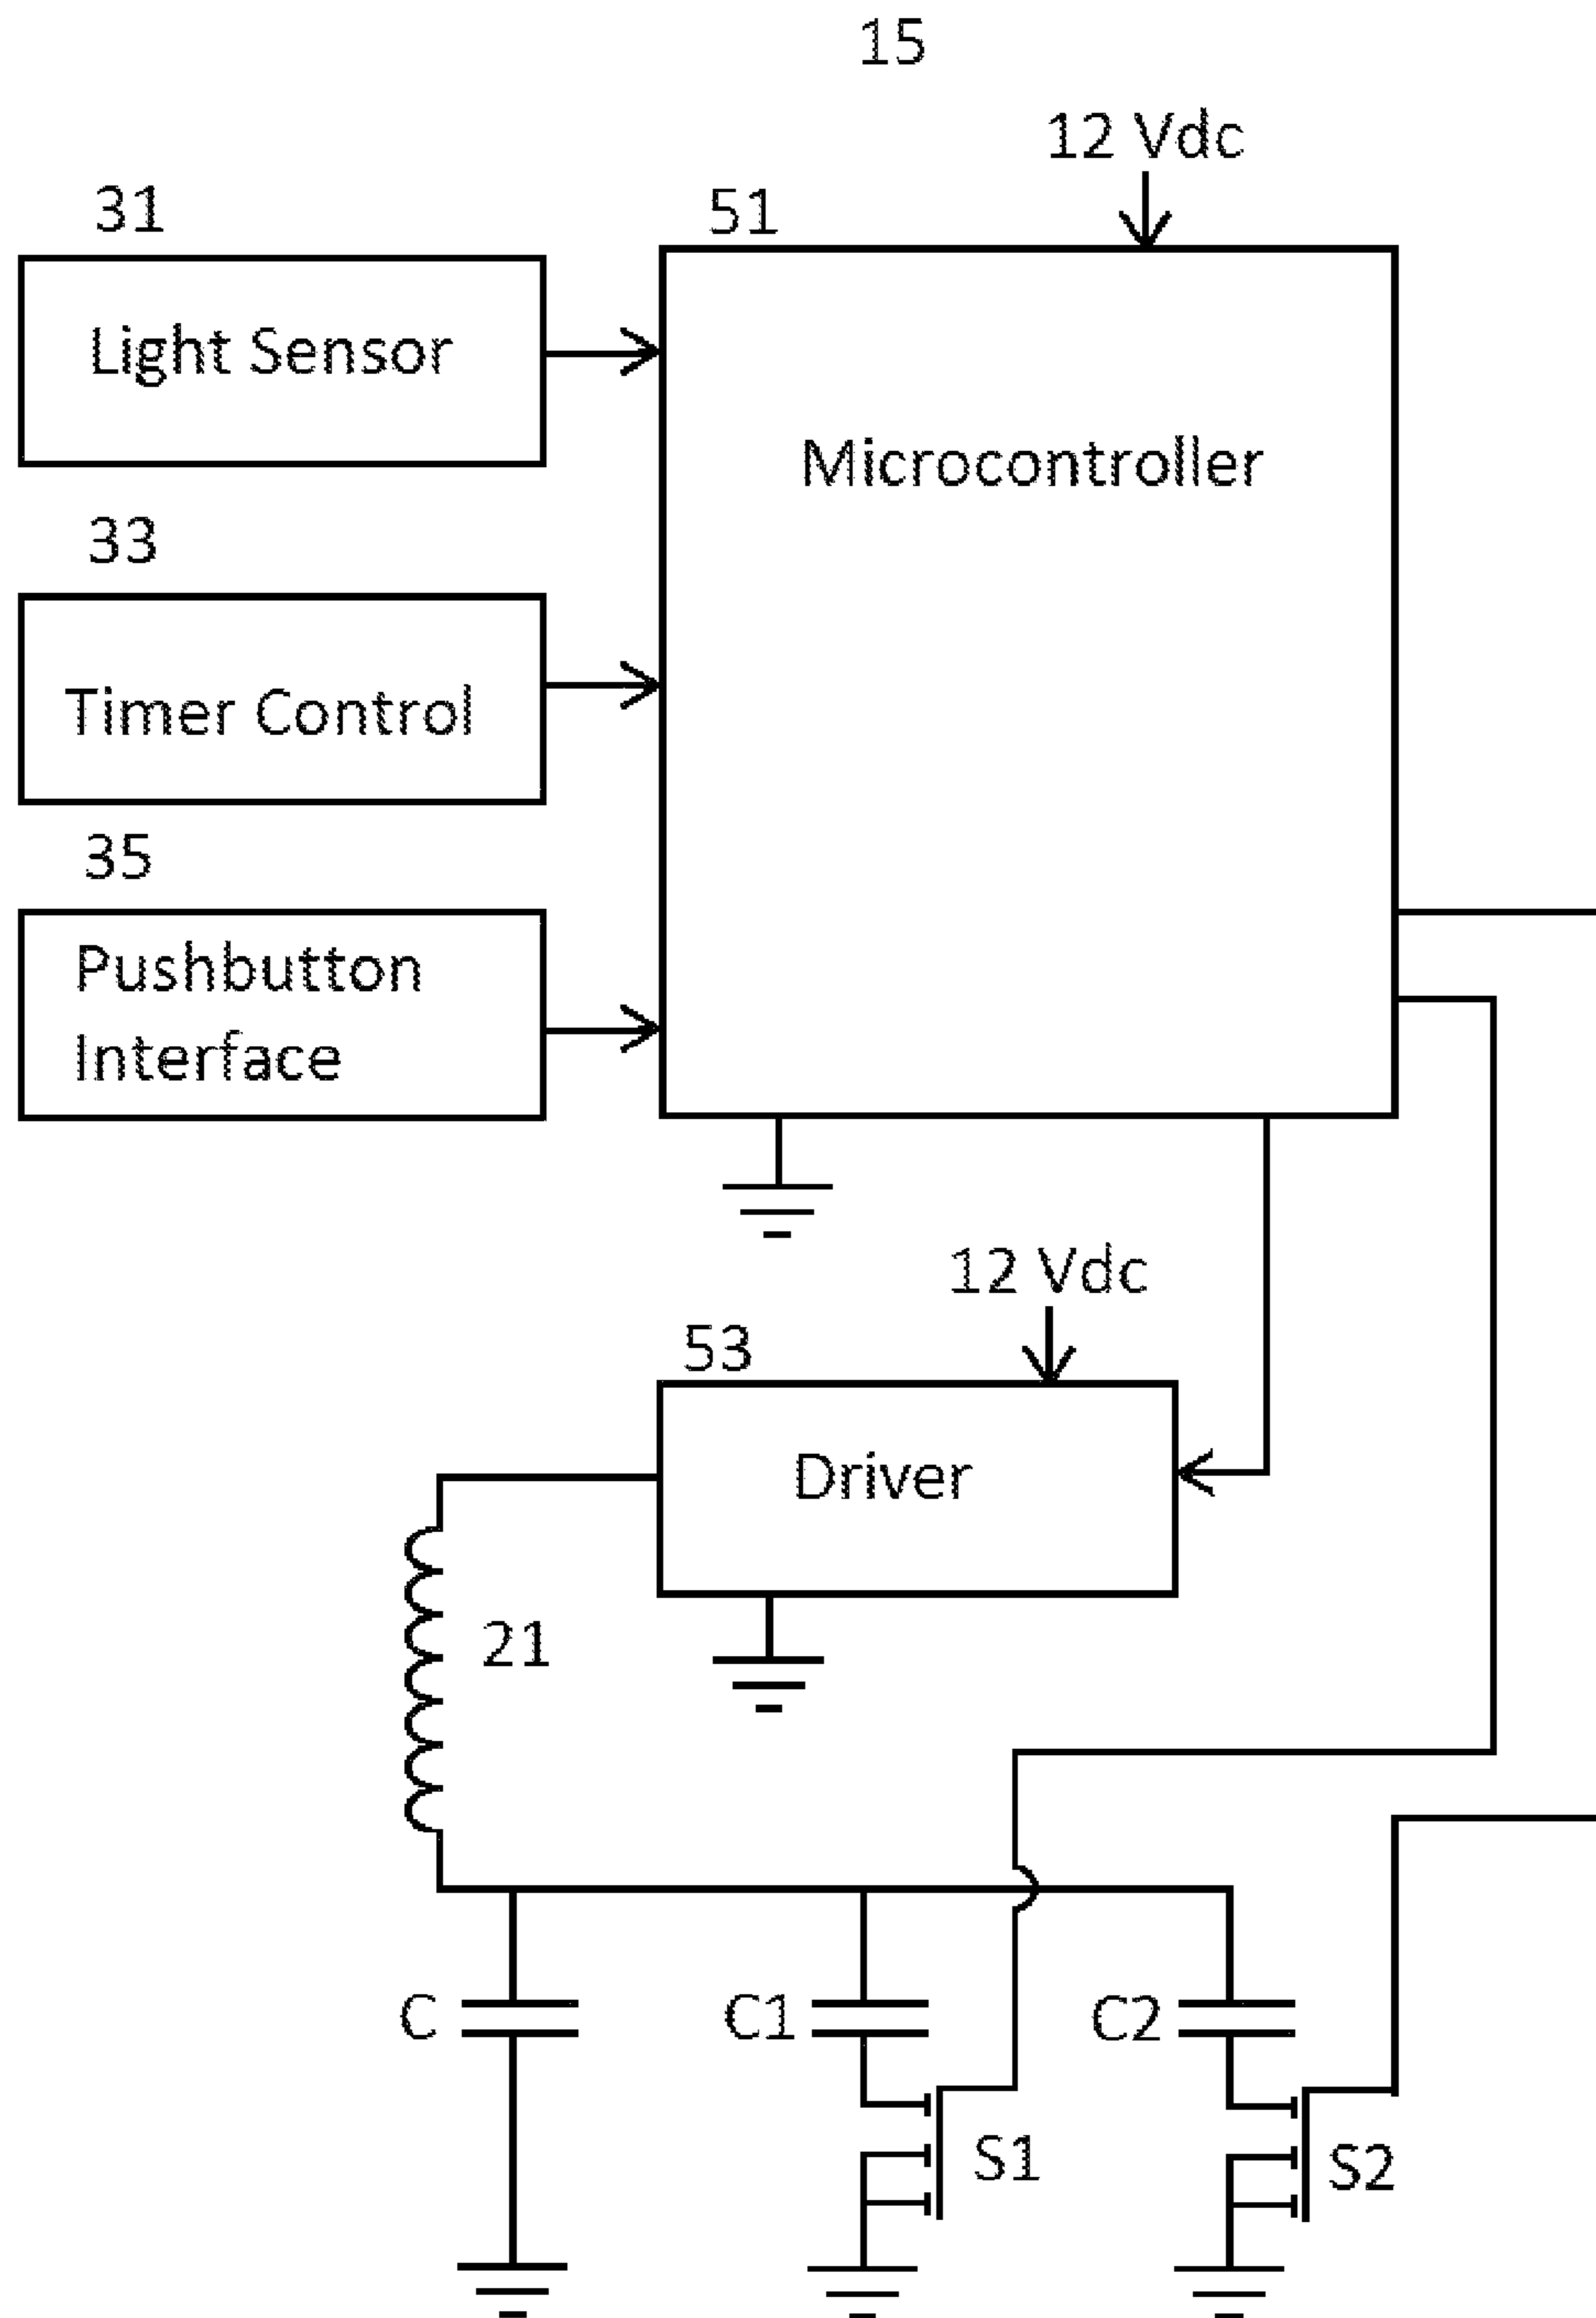 15
12 Vdc
31
51
Light Sensor
Microcontroller
33
Timer Control
35
Pushbutton
Interface
12 Vdc
53
Driver
21
C
C1
C2
S1
S2